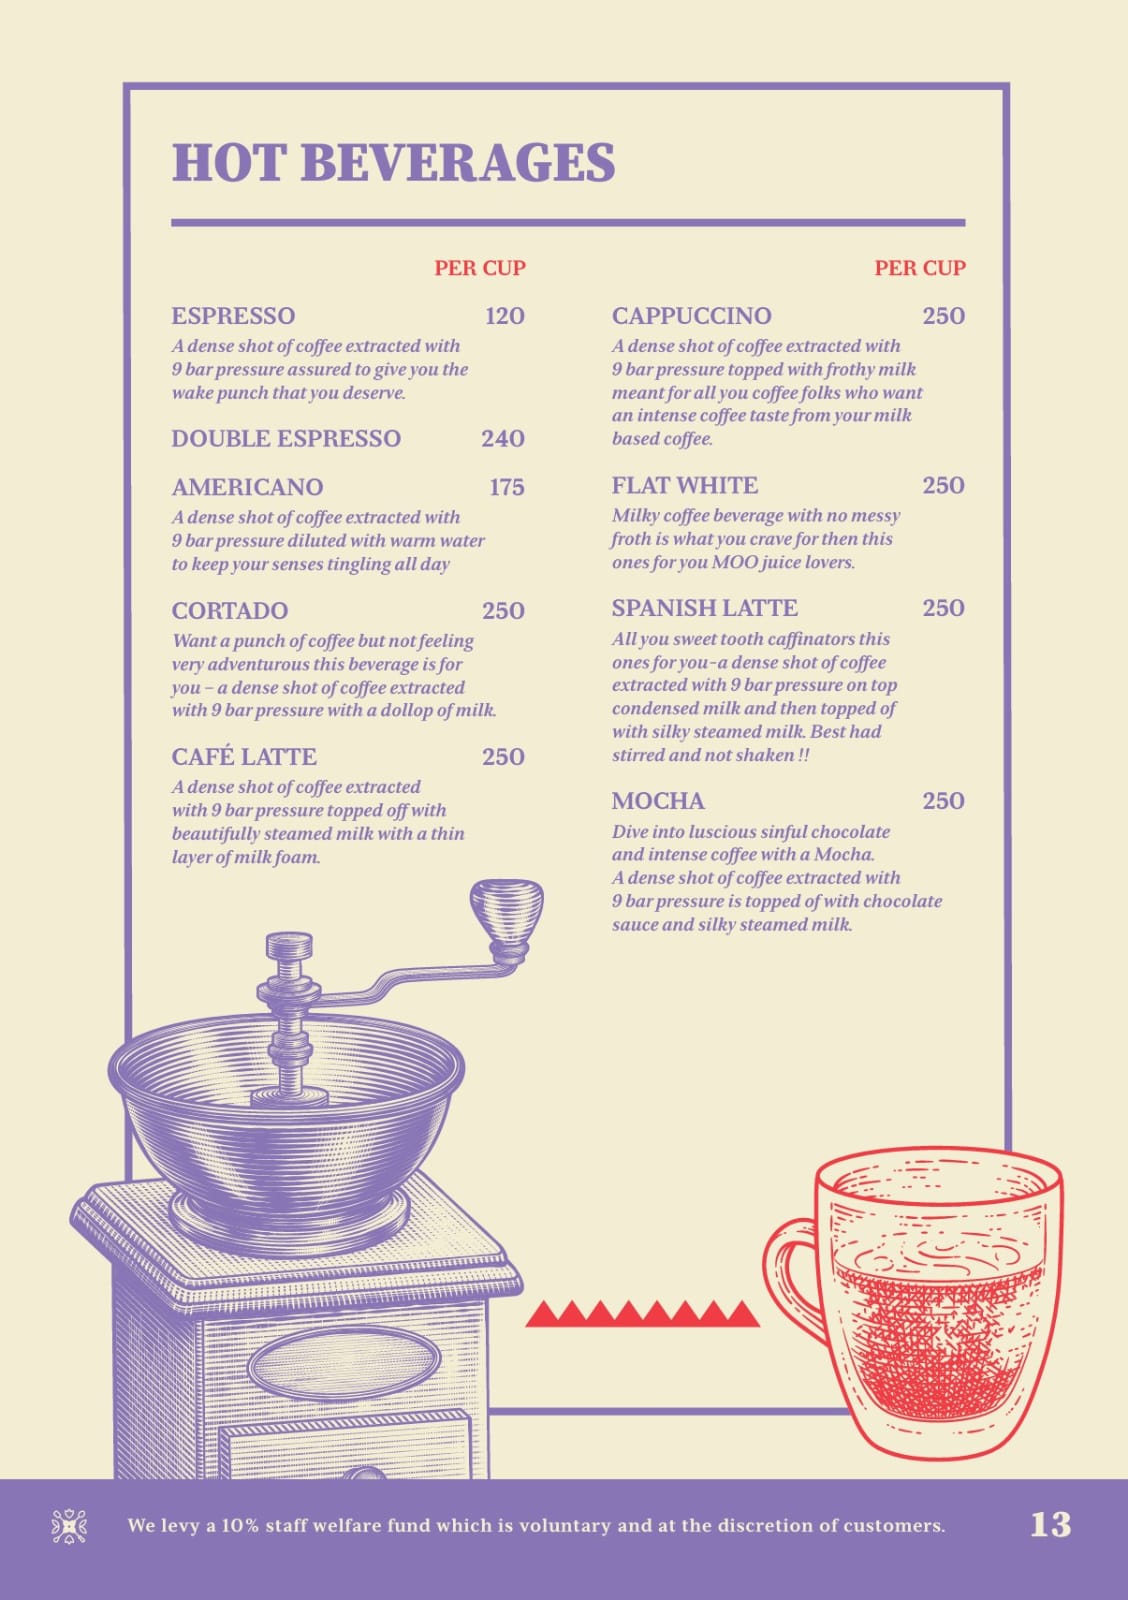 HOT BEVERAGES
PER CUP
ESPRESSO 120
A dense shot of coffee extracted with
9 bar pressure assured to give you the
wake punch that you deserve.
DOUBLE ESPRESSO 240
AMERICANO 175
A dense shot of coffee extracted with
9 bar pressure diluted with warm water
to keep your senses tingling all day
CORTADO 250
Want a punch of coffee but not feeling
very adventurous this beverage is for
you – a dense shot of coffee extracted
with 9 bar pressure with a dollop of milk.
CAFÉ LATTE 250
A dense shot of coffee extracted
with 9 bar pressure topped off with
beautifully steamed milk with a thin
layer of milk foam.
PER CUP
CAPPUCCINO 250
A dense shot of coffee extracted with
9 bar pressure topped with frothy milk
meant for all you coffee folks who want
an intense coffee taste from your milk
based coffee.
FLAT WHITE 250
Milky coffee beverage with no messy
froth is what you crave for then this
ones for you MOO juice lovers.
SPANISH LATTE 250
All you sweet tooth caffinators this
ones for you–a dense shot of coffee
extracted with 9 bar pressure on top
condensed milk and then topped of
with silky steamed milk. Best had
stirred and not shaken !!
MOCHA 250
Dive into luscious sinful chocolate
and intense coffee with a Mocha.
A dense shot of coffee extracted with
9 bar pressure is topped of with chocolate
sauce and silky steamed milk.
We levy a 10% staff welfare fund which is voluntary and at the discretion of customers.
13